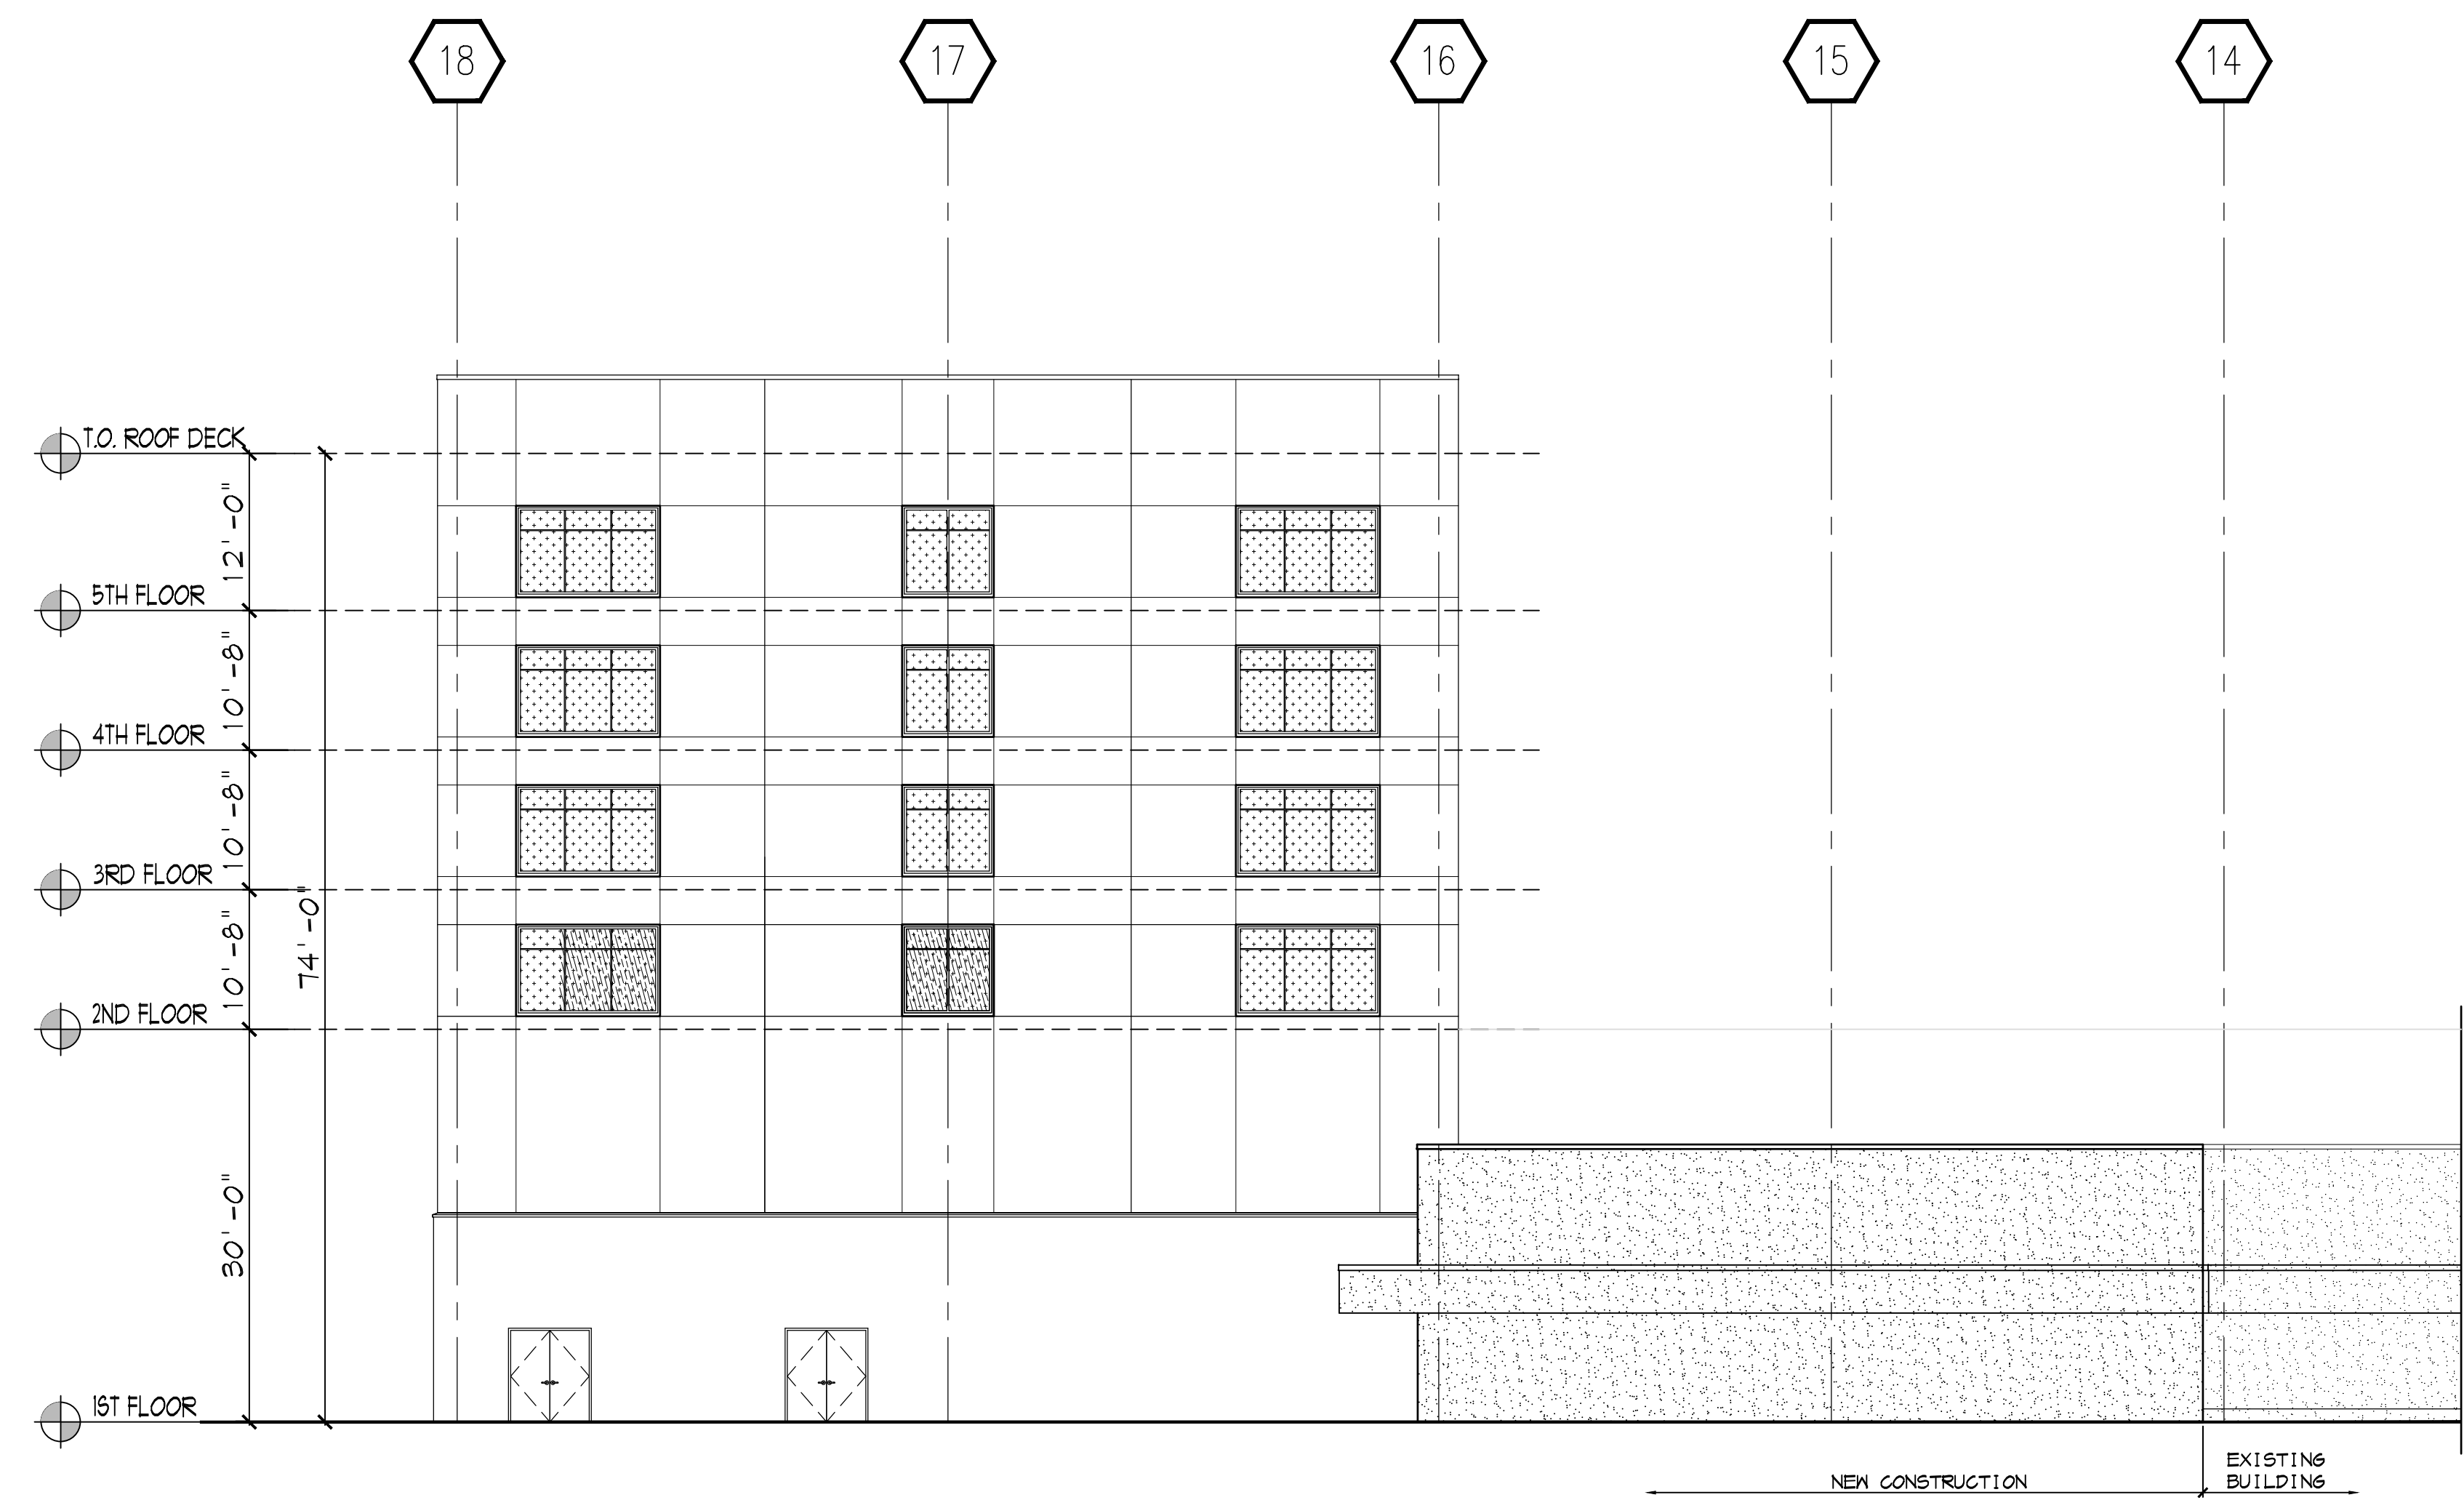 18
17
16
15
14
T.O. ROOF DECK
12'-0"
5TH FLOOR
10'-8"
4TH FLOOR
10'-8"
3RD FLOOR
10'-8"
74'-0"
2ND FLOOR
30'-0"
1ST FLOOR
NEW CONSTRUCTION
EXISTING
BUILDING